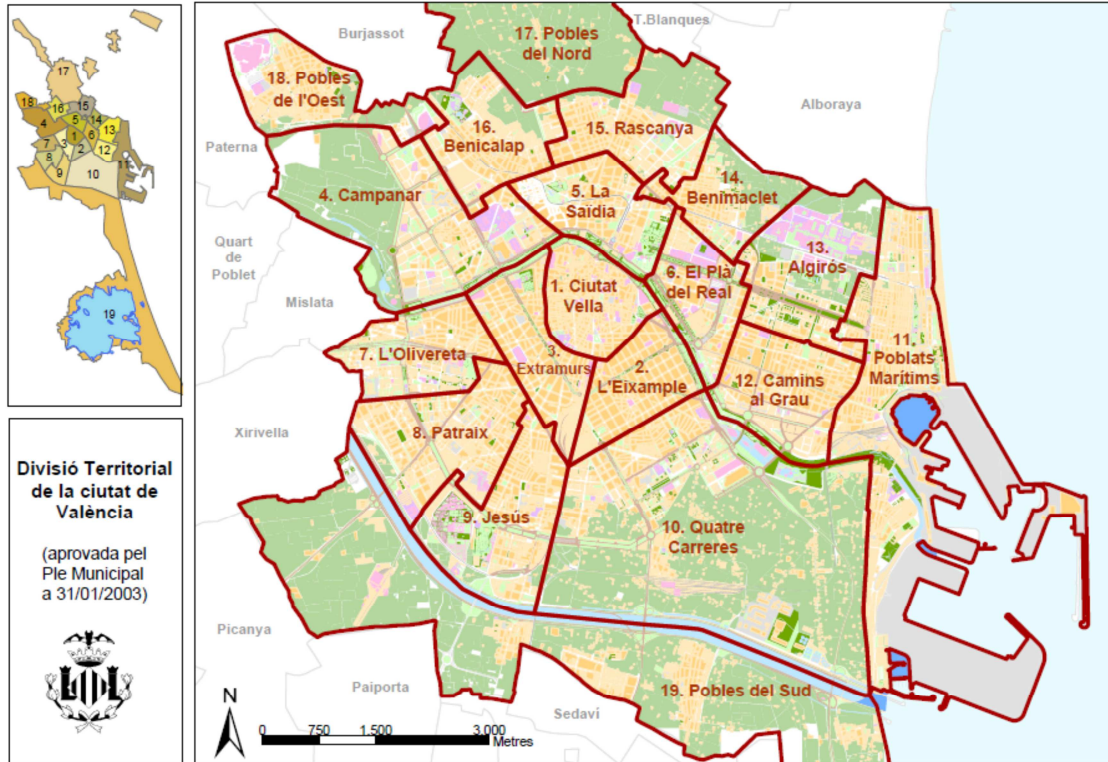 17
18
16
15
4
5
14
13
1
6
7
3
2
12
8
11
9
10
19
Divisió Territorial
de la ciutat de
València
(aprovada pel
Ple Municipal
a 31/01/2003)
Burjassot
T.Blanques
17. Pobles
del Nord
18. Pobles
de l'Oest
Alboraya
16.
Benicalap
15. Rascanya
Paterna
4. Campanar
5. La
Saïdia
14.
Benimaclet
Quart
de
Poblet
13.
Algirós
6. El Pla
del Real
1. Ciutat
Vella
Mislata
7. L'Olivereta
3.
Extramurs
2.
L'Eixample
11.
Poblats
Marítims
12. Camins
al Grau
Xirivella
8. Patraix
9. Jesús
10. Quatre
Carreres
Picanya
Paiporta
19. Pobles del Sud
Sedaví
N
0 750 1.500 3.000
Metres